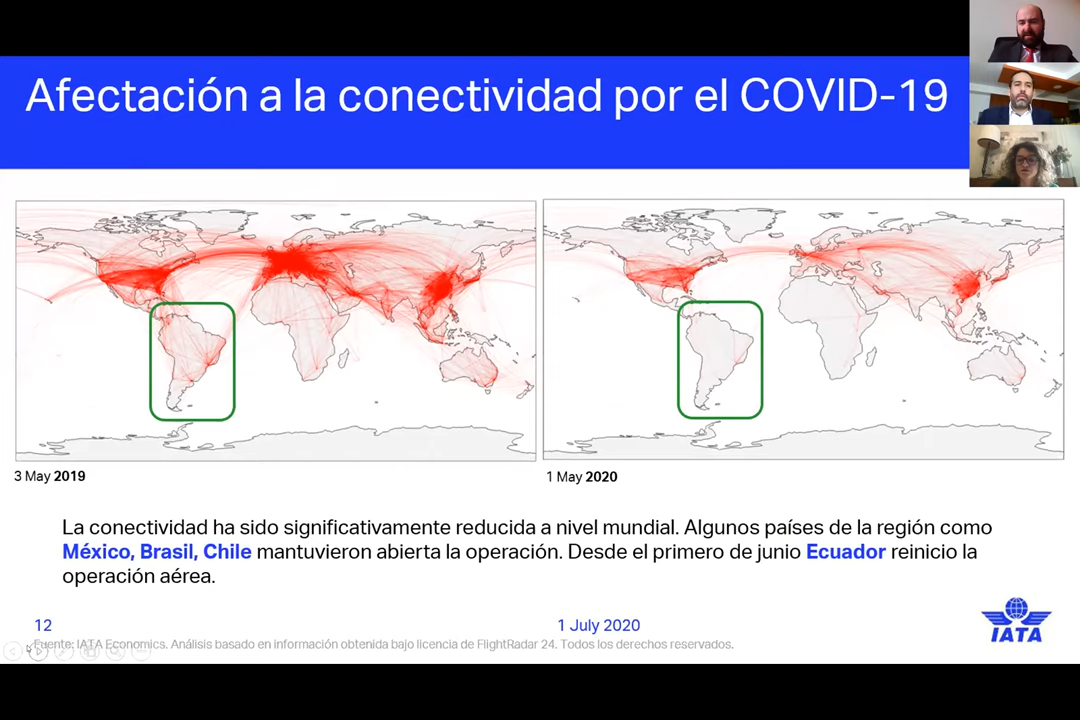 Afectación a la conectividad por el COVID-19
3 May 2019
1 May 2020
La conectividad ha sido significativamente reducida a nivel mundial. Algunos países de la región como
México, Brasil, Chile mantuvieron abierta la operación. Desde el primero de junio Ecuador reinicio la
operación aérea.
12
1 July 2020
IATA
Fuente: IATA Economics. Análisis basado en información obtenida bajo licencia de FlightRadar 24. Todos los derechos reservados.